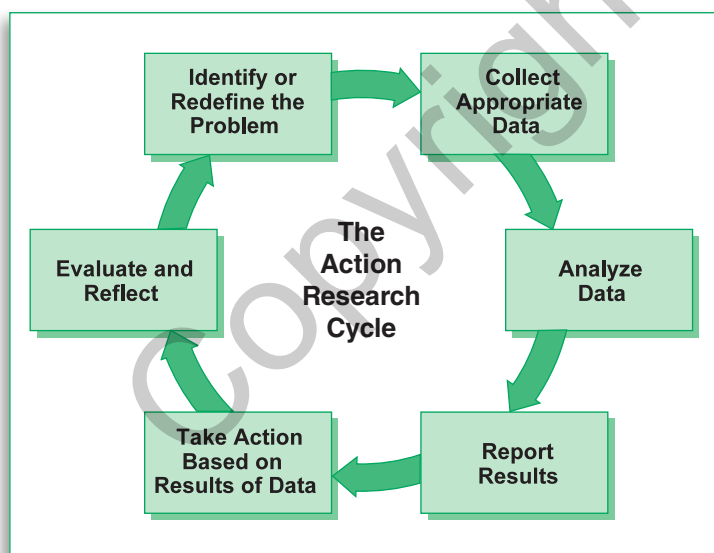 Identify or
Redefine the
Problem
Collect
Appropriate
Data
The
Action
Research
Cycle
Evaluate and
Reflect
Analyze
Data
Take Action
Based on
Results of Data
Report
Results
Copyrigh